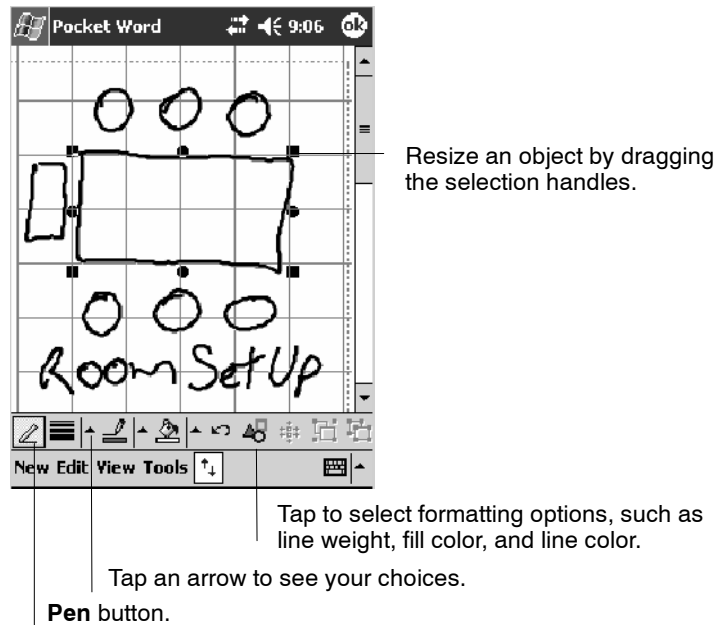 Pocket Word 9:06 ok
Resize an object by dragging
the selection handles.
Room SetUp
New Edit View Tools
Tap to select formatting options, such as
line weight, fill color, and line color.
Tap an arrow to see your choices.
Pen button.